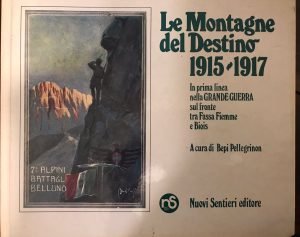 Le Montagne
del Destino
1915-1917
In prima linea
nella GRANDE GUERRA
sul fronte
tra Fassa Fiemme
e Biois
A cura di Bepi Pellegrinon
7º ALPINI
BATTAGL
BELLUNO
nS
Nuovi Sentieri editore